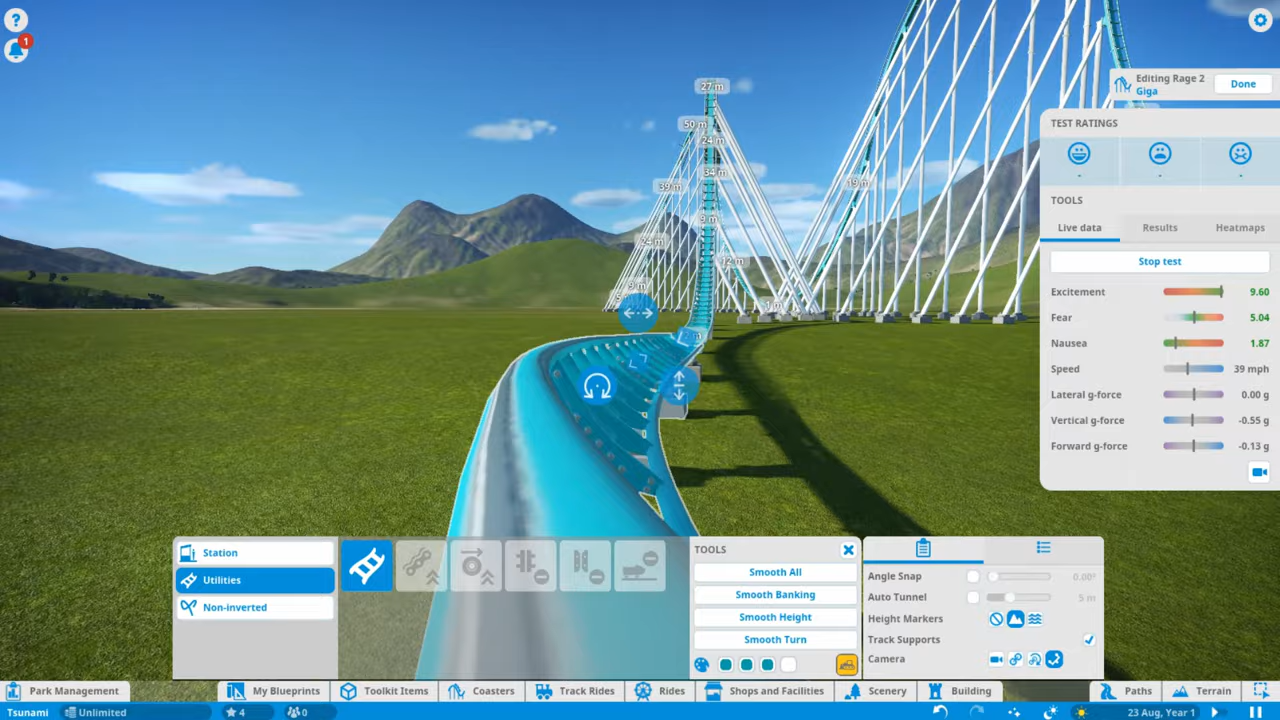 ?
1
27 m
50 m
24 m
34 m
39 m
19 m
9 m
24 m
12 m
9 m
1 m
Editing Rage 2
Giga
Done
TEST RATINGS
-
-
-
TOOLS
Live data
Results
Heatmaps
Stop test
Excitement
9.60
Fear
5.04
Nausea
1.87
Speed
39 mph
Lateral g-force
0.00 g
Vertical g-force
-0.55 g
Forward g-force
-0.13 g
Station
Utilities
Non-inverted
TOOLS
Smooth All
Smooth Banking
Smooth Height
Smooth Turn
Angle Snap
0.00°
Auto Tunnel
5 m
Height Markers
Track Supports
Camera
Park Management
My Blueprints
Toolkit Items
Coasters
Track Rides
Rides
Shops and Facilities
Scenery
Building
Paths
Terrain
Tsunami
Unlimited
4
0
23 Aug, Year 1